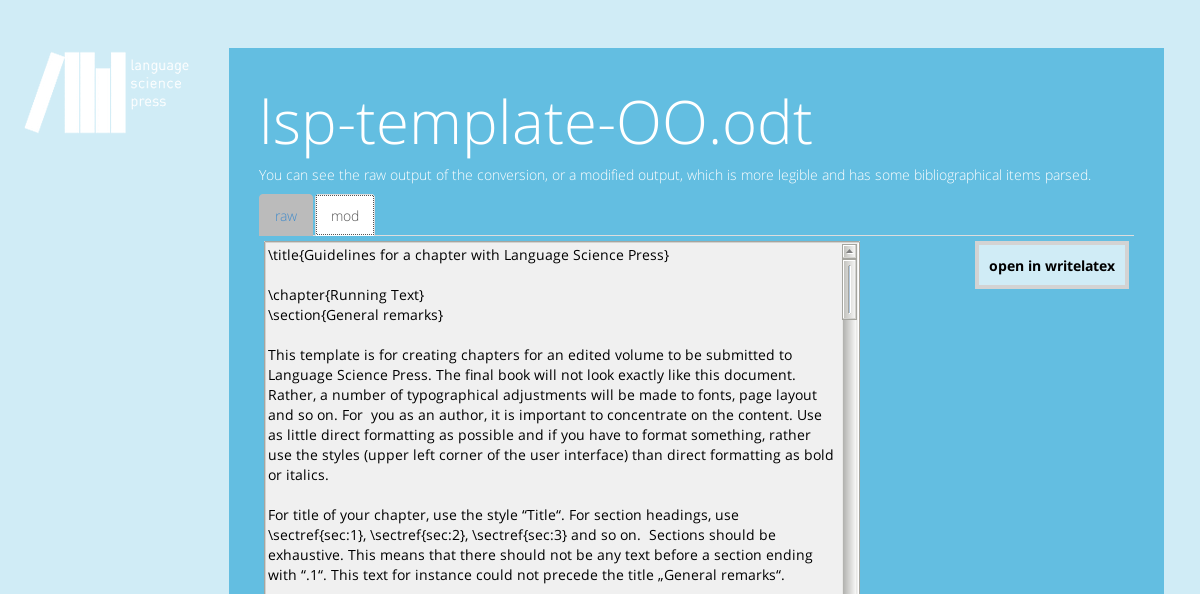 language
science
press
lsp-template-OO.odt
You can see the raw output of the conversion, or a modified output, which is more legible and has some bibliographical items parsed.
raw
mod
\title{Guidelines for a chapter with Language Science Press}
open in writelatex
\chapter{Running Text}
\section{General remarks}
This template is for creating chapters for an edited volume to be submitted to
Language Science Press. The final book will not look exactly like this document.
Rather, a number of typographical adjustments will be made to fonts, page layout
and so on. For  you as an author, it is important to concentrate on the content. Use
as little direct formatting as possible and if you have to format something, rather
use the styles (upper left corner of the user interface) than direct formatting as bold
or italics.
For title of your chapter, use the style “Title“. For section headings, use
\sectref{sec:1}, \sectref{sec:2}, \sectref{sec:3} and so on.  Sections should be
exhaustive. This means that there should not be any text before a section ending
with “.1“. This text for instance could not precede the title „General remarks“.